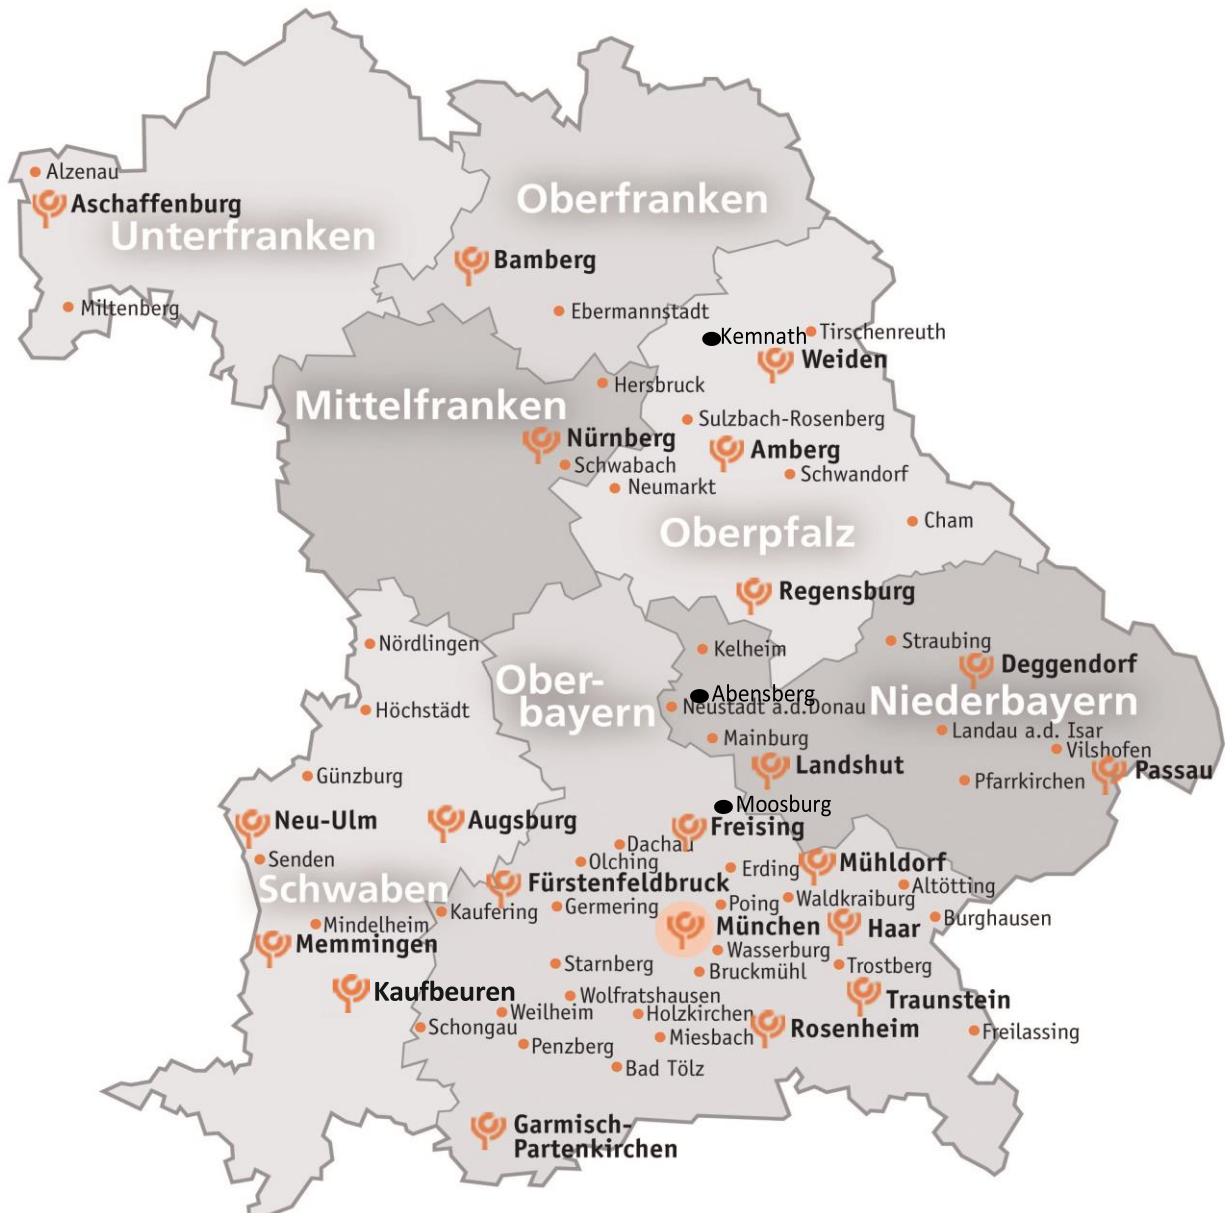 Alzenau
Aschaffenburg
Unterfranken
Oberfranken
Bamberg
Miltenberg
Ebermannstadt
Kemnath
Tirschenreuth
Weiden
Hersbruck
Mittelfranken
Sulzbach-Rosenberg
Nürnberg
Amberg
Schwabach
Schwandorf
Neumarkt
Cham
Oberpfalz
Regensburg
Nördlingen
Kelheim
Straubing
Deggendorf
Ober-
bayern
Abensberg
Neustadt a.d.Donau
Niederbayern
Höchstädt
Mainburg
Landau a.d. Isar
Vilshofen
Landshut
Passau
Günzburg
Pfarrkirchen
Moosburg
Neu-Ulm
Augsburg
Freising
Dachau
Senden
Olching
Erding
Mühldorf
Schwaben
Fürstenfeldbruck
Altötting
Kaufering
Germering
Poing
Waldkraiburg
Burghausen
Mindelheim
München
Haar
Memmingen
Wasserburg
Starnberg
Bruckmühl
Trostberg
Kaufbeuren
Wolfratshausen
Traunstein
Weilheim
Holzkirchen
Schongau
Miesbach
Rosenheim
Freilassing
Penzberg
Bad Tölz
Garmisch-
Partenkirchen